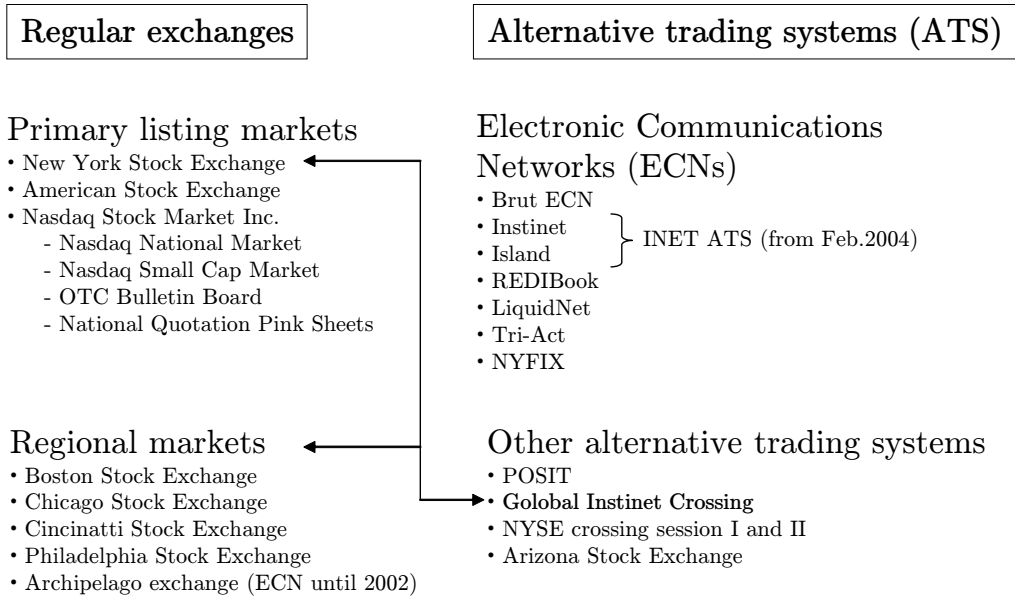 Regular exchanges
Alternative trading systems (ATS)
Primary listing markets
• New York Stock Exchange
• American Stock Exchange
• Nasdaq Stock Market Inc.
- Nasdaq National Market
- Nasdaq Small Cap Market
- OTC Bulletin Board
- National Quotation Pink Sheets
Electronic Communications
Networks (ECNs)
• Brut ECN
• Instinet
• Island
INET ATS (from Feb.2004)
• REDIBook
• LiquidNet
• Tri-Act
• NYFIX
Regional markets
• Boston Stock Exchange
• Chicago Stock Exchange
• Cincinatti Stock Exchange
• Philadelphia Stock Exchange
• Archipelago exchange (ECN until 2002)
Other alternative trading systems
• POSIT
• Golobal Instinet Crossing
• NYSE crossing session I and II
• Arizona Stock Exchange